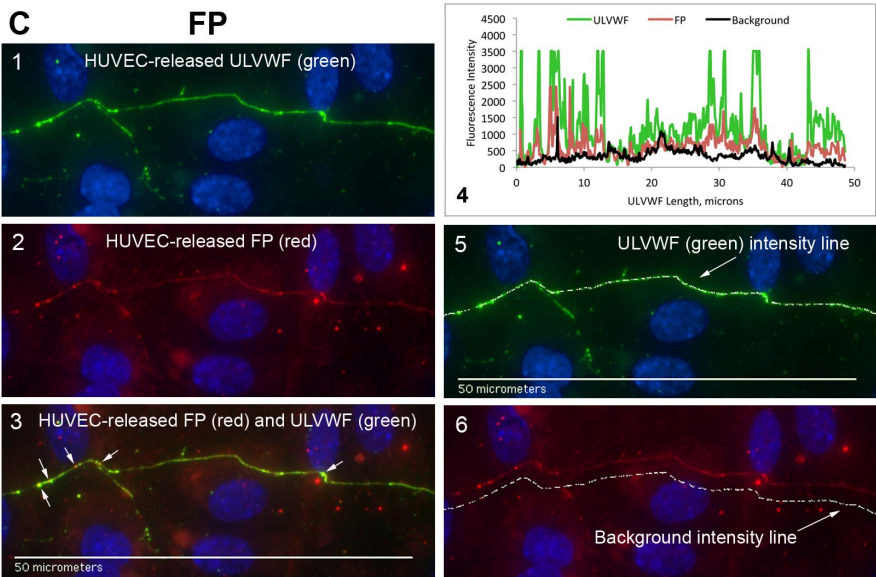 C FP
1 HUVEC-released ULVWF (green)
2 HUVEC-released FP (red)
3 HUVEC-released FP (red) and ULVWF (green)
50 micrometers
4500
4000
3500
3000
2500
2000
1500
1000
500
0
Fluorescence Intensity
ULVWF FP Background
0 10 20 30 40 50
4 ULVWF Length, microns
5 ULVWF (green) intensity line
50 micrometers
6
Background intensity line